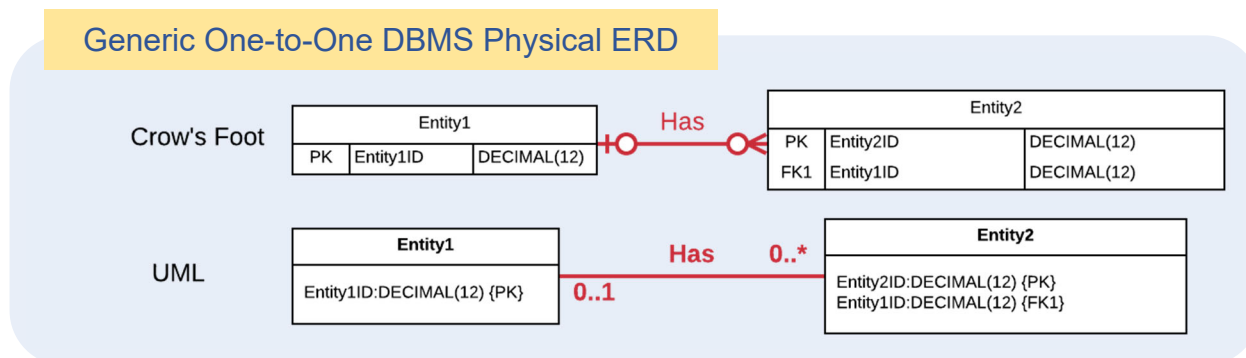 Generic One-to-One DBMS Physical ERD
Crow's Foot
Entity1
PK Entity1ID DECIMAL(12)
Has
Entity2
PK Entity2ID DECIMAL(12)
FK1 Entity1ID DECIMAL(12)
UML
Entity1
Entity1ID:DECIMAL(12) {PK}
Has
0..*
0..1
Entity2
Entity2ID:DECIMAL(12) {PK}
Entity1ID:DECIMAL(12) {FK1}